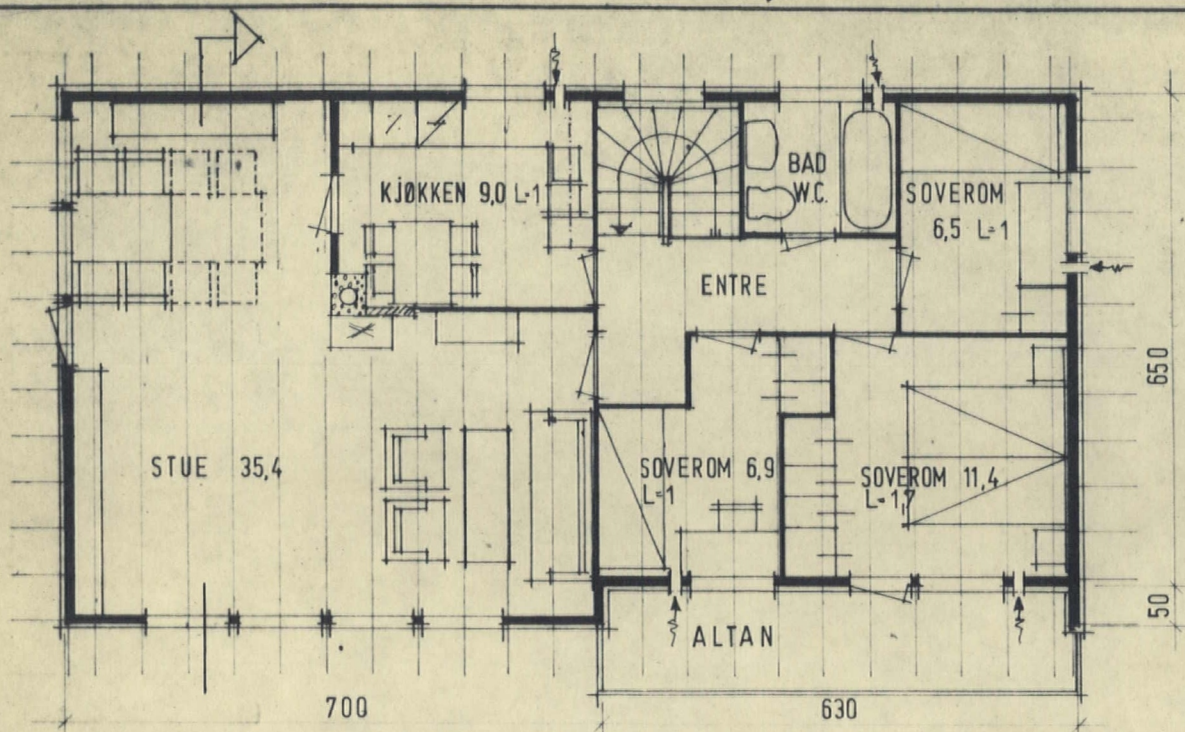 KJØKKEN 9,0 L=1
BAD
W.C.
SOVEROM
6,5 L=1
ENTRE
STUE 35,4
SOVEROM 6,9
L=1
SOVEROM 11,4
L=1,7
ALTAN
650
50
700
630